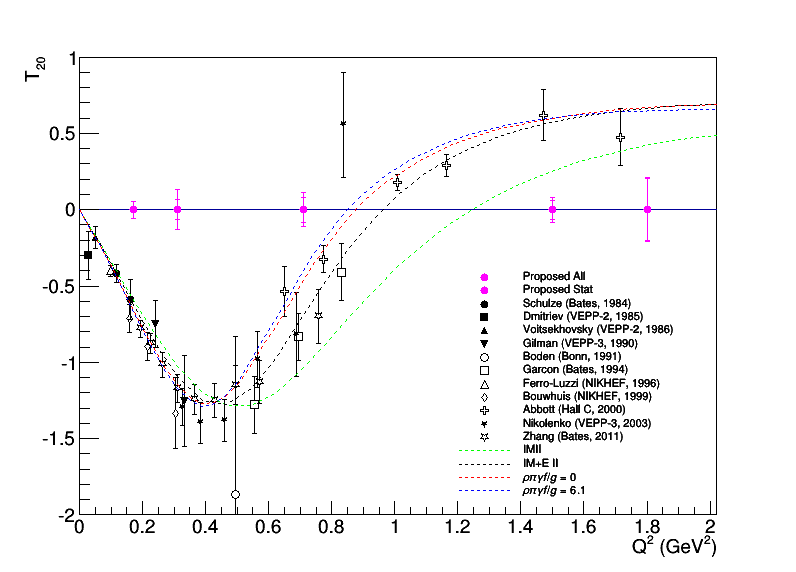 T20
1
0.5
0
-0.5
-1
-1.5
-2
0 0.2 0.4 0.6 0.8 1 1.2 1.4 1.6 1.8 2
Q² (GeV²)
Proposed All
Proposed Stat
Schulze (Bates, 1984)
Dmitriev (VEPP-2, 1985)
Voitsekhovsky (VEPP-2, 1986)
Gilman (VEPP-3, 1990)
Boden (Bonn, 1991)
Garcon (Bates, 1994)
Ferro-Luzzi (NIKHEF, 1996)
Bouwhuis (NIKHEF, 1999)
Abbott (Hall C, 2000)
Nikolenko (VEPP-3, 2003)
Zhang (Bates, 2011)
IMII
IM+E II
ρπγf/g = 0
ρπγf/g = 6.1